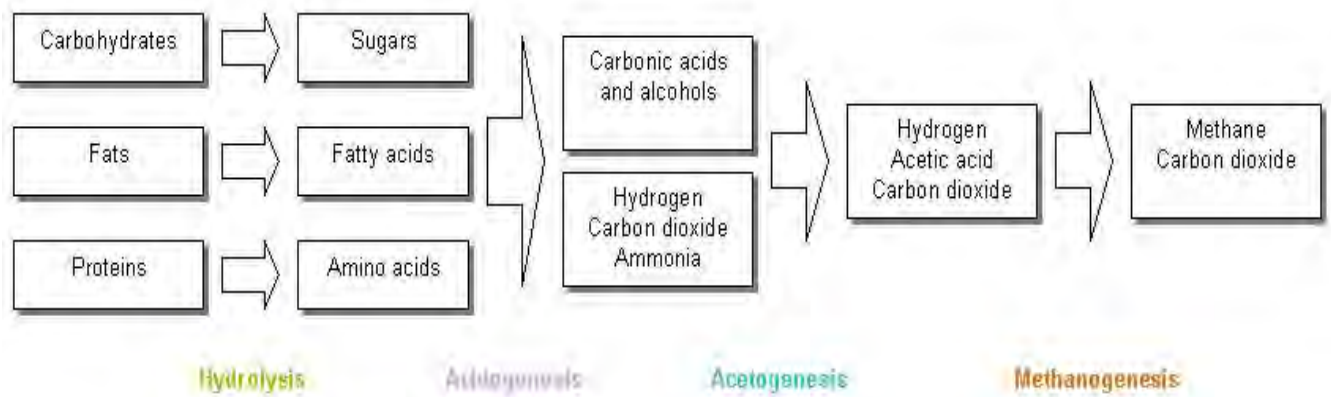 Carbohydrates
Sugars
Carbonic acids
and alcohols
Fats
Fatty acids
Hydrogen
Acetic acid
Carbon dioxide
Methane
Carbon dioxide
Hydrogen
Carbon dioxide
Ammonia
Proteins
Amino acids
Hydrolysis
Acidogenesis
Acetogenesis
Methanogenesis